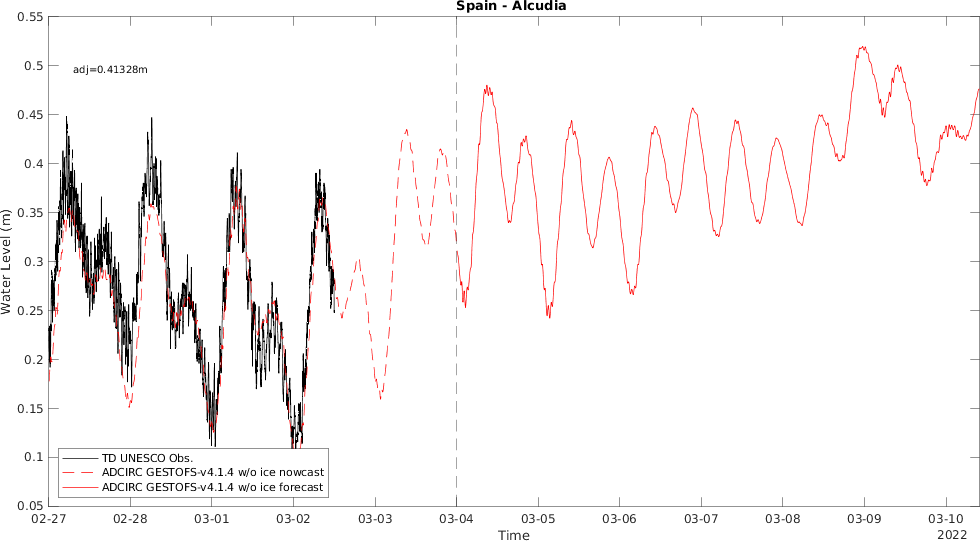 Spain - Alcudia
0.55
0.5
0.45
0.4
0.35
0.3
0.25
0.2
0.15
0.1
0.05
Water Level (m)
adj=0.41328m
TD UNESCO Obs.
ADCIRC GESTOFS-v4.1.4 w/o ice nowcast
ADCIRC GESTOFS-v4.1.4 w/o ice forecast
02-27 02-28 03-01 03-02 03-03 03-04 03-05 03-06 03-07 03-08 03-09 03-10
Time
2022